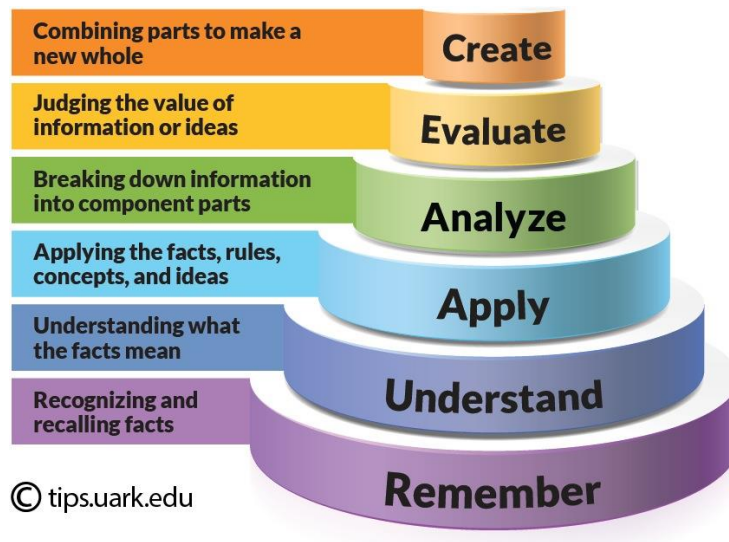 Combining parts to make a
new whole
Create
Judging the value of
information or ideas
Evaluate
Breaking down information
into component parts
Analyze
Applying the facts, rules,
concepts, and ideas
Apply
Understanding what
the facts mean
Understand
Recognizing and
recalling facts
Remember
© tips.uark.edu